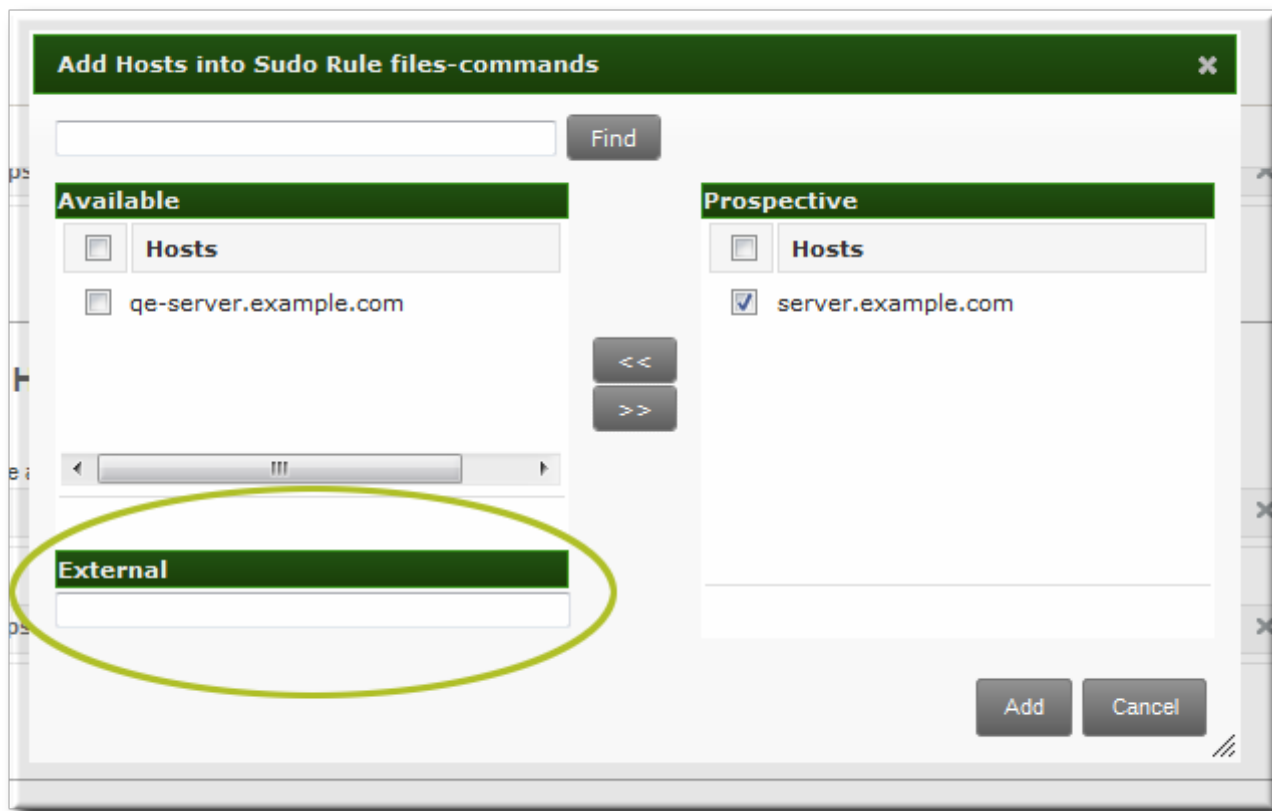 Add Hosts into Sudo Rule files-commands
Find
Available
Hosts
qe-server.example.com
<<
>>
Prospective
Hosts
server.example.com
External
Add
Cancel